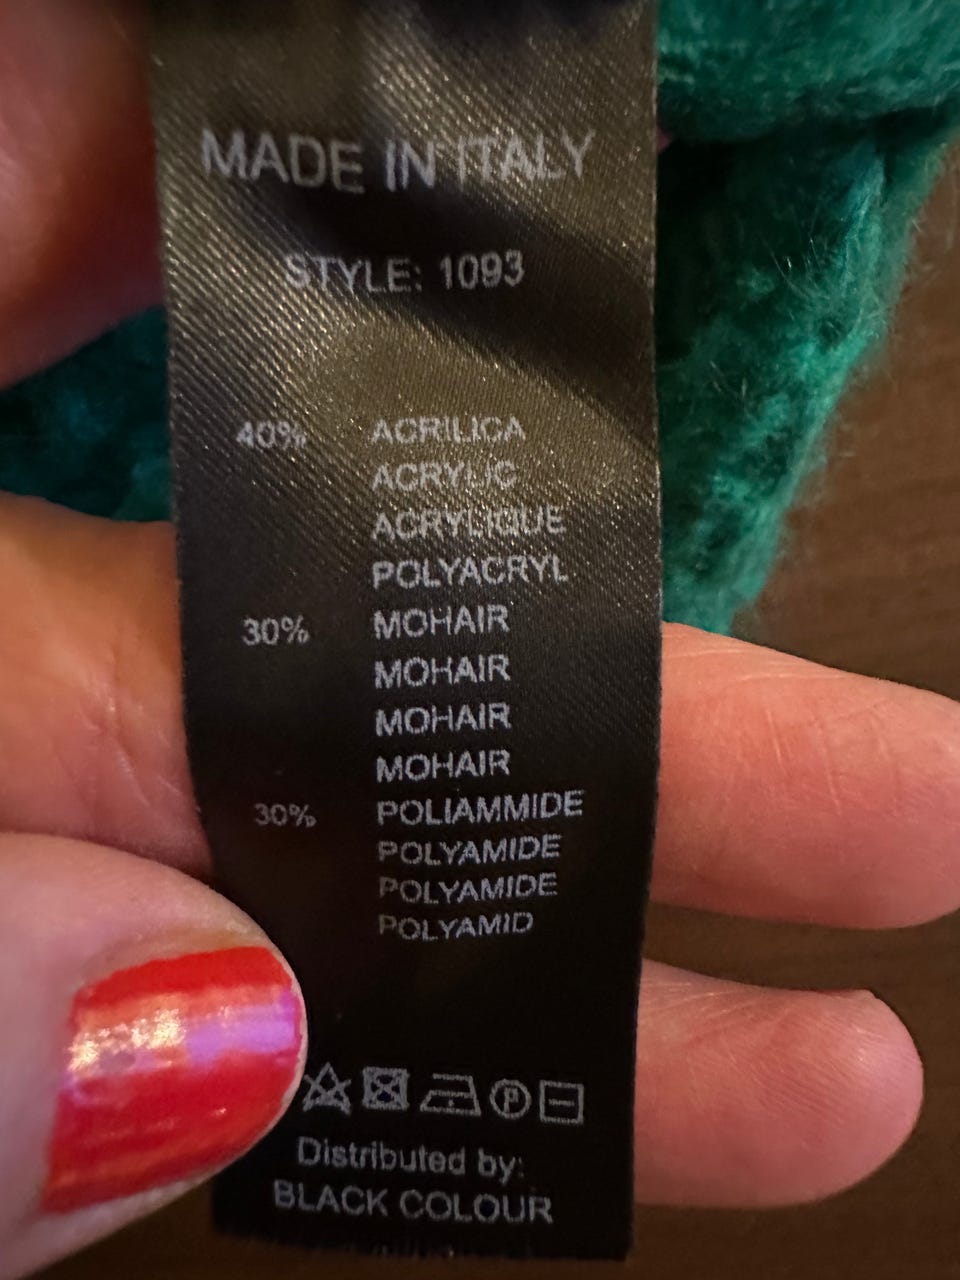 MADE IN ITALY
STYLE: 1093
40% ACRILICA
ACRYLIC
ACRYLIQUE
POLYACRYL
30% MOHAIR
MOHAIR
MOHAIR
MOHAIR
30% POLIAMMIDE
POLYAMIDE
POLYAMIDE
POLYAMID
P
Distributed by:
BLACK COLOUR